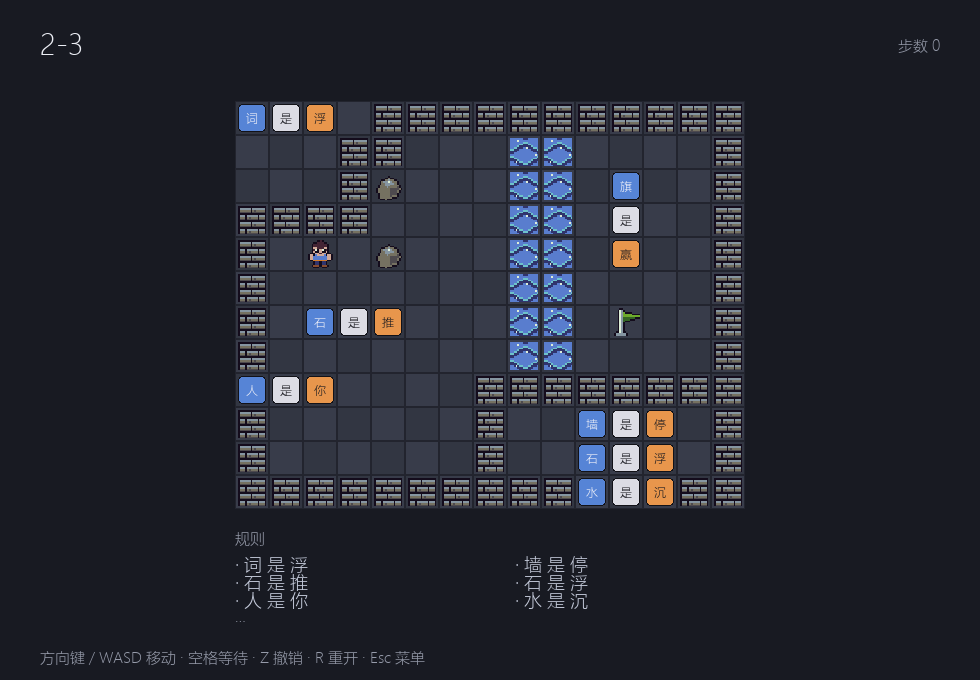 2-3
步数 0
词 是 浮
旗
是
赢
石 是 推
人 是 你
墙 是 停
石 是 浮
水 是 沉
规则
· 词 是 浮
· 墙 是 停
· 石 是 推
· 石 是 浮
· 人 是 你
· 水 是 沉
...
方向键 / WASD 移动 · 空格等待 · Z 撤销 · R 重开 · Esc 菜单